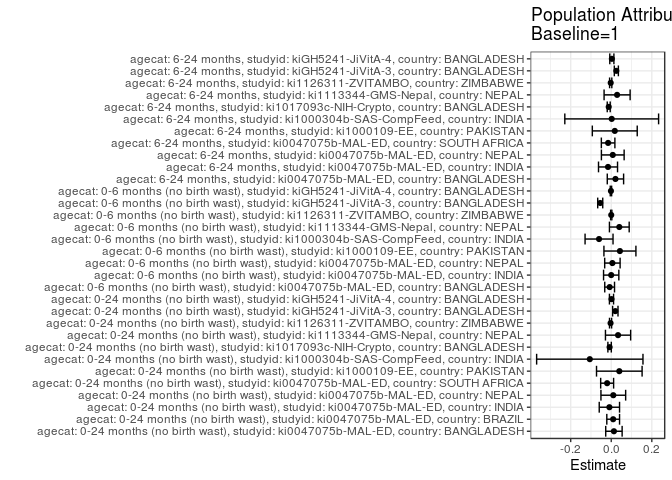 Population Attribu
Baseline=1
agecat: 6-24 months, studyid: kiGH5241-JiVitA-4, country: BANGLADESH
agecat: 6-24 months, studyid: kiGH5241-JiVitA-3, country: BANGLADESH
agecat: 6-24 months, studyid: ki1126311-ZVITAMBO, country: ZIMBABWE
agecat: 6-24 months, studyid: ki1113344-GMS-Nepal, country: NEPAL
agecat: 6-24 months, studyid: ki1017093c-NIH-Crypto, country: BANGLADESH
agecat: 6-24 months, studyid: ki1000304b-SAS-CompFeed, country: INDIA
agecat: 6-24 months, studyid: ki1000109-EE, country: PAKISTAN
agecat: 6-24 months, studyid: ki0047075b-MAL-ED, country: SOUTH AFRICA
agecat: 6-24 months, studyid: ki0047075b-MAL-ED, country: NEPAL
agecat: 6-24 months, studyid: ki0047075b-MAL-ED, country: INDIA
agecat: 6-24 months, studyid: ki0047075b-MAL-ED, country: BANGLADESH
agecat: 0-6 months (no birth wast), studyid: kiGH5241-JiVitA-4, country: BANGLADESH
agecat: 0-6 months (no birth wast), studyid: kiGH5241-JiVitA-3, country: BANGLADESH
agecat: 0-6 months (no birth wast), studyid: ki1126311-ZVITAMBO, country: ZIMBABWE
agecat: 0-6 months (no birth wast), studyid: ki1113344-GMS-Nepal, country: NEPAL
agecat: 0-6 months (no birth wast), studyid: ki1000304b-SAS-CompFeed, country: INDIA
agecat: 0-6 months (no birth wast), studyid: ki1000109-EE, country: PAKISTAN
agecat: 0-6 months (no birth wast), studyid: ki0047075b-MAL-ED, country: NEPAL
agecat: 0-6 months (no birth wast), studyid: ki0047075b-MAL-ED, country: INDIA
agecat: 0-6 months (no birth wast), studyid: ki0047075b-MAL-ED, country: BANGLADESH
agecat: 0-24 months (no birth wast), studyid: kiGH5241-JiVitA-4, country: BANGLADESH
agecat: 0-24 months (no birth wast), studyid: kiGH5241-JiVitA-3, country: BANGLADESH
agecat: 0-24 months (no birth wast), studyid: ki1126311-ZVITAMBO, country: ZIMBABWE
agecat: 0-24 months (no birth wast), studyid: ki1113344-GMS-Nepal, country: NEPAL
agecat: 0-24 months (no birth wast), studyid: ki1017093c-NIH-Crypto, country: BANGLADESH
agecat: 0-24 months (no birth wast), studyid: ki1000304b-SAS-CompFeed, country: INDIA
agecat: 0-24 months (no birth wast), studyid: ki1000109-EE, country: PAKISTAN
agecat: 0-24 months (no birth wast), studyid: ki0047075b-MAL-ED, country: SOUTH AFRICA
agecat: 0-24 months (no birth wast), studyid: ki0047075b-MAL-ED, country: NEPAL
agecat: 0-24 months (no birth wast), studyid: ki0047075b-MAL-ED, country: INDIA
agecat: 0-24 months (no birth wast), studyid: ki0047075b-MAL-ED, country: BRAZIL
agecat: 0-24 months (no birth wast), studyid: ki0047075b-MAL-ED, country: BANGLADESH
-0.2 0.0 0.2
Estimate